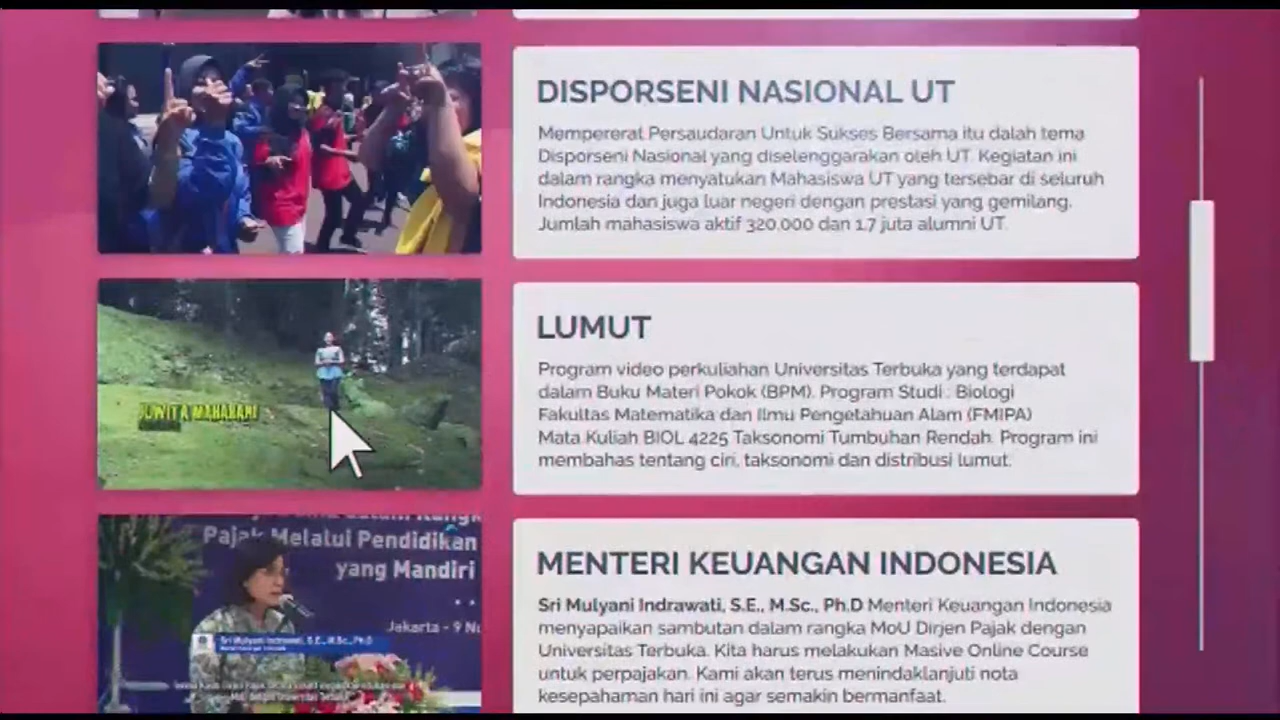 DISPORSENI NASIONAL UT
Mempererat Persaudaran Untuk Sukses Bersama itu dalah tema
Disporseni Nasional yang diselenggarakan oleh UT. Kegiatan ini
dalam rangka menyatukan Mahasiswa UT yang tersebar di seluruh
Indonesia dan juga luar negeri dengan prestasi yang gemilang.
Jumlah mahasiswa aktif 320.000 dan 1.7 juta alumni UT.
LUMUT
Program video perkuliahan Universitas Terbuka yang terdapat
dalam Buku Materi Pokok (BPM). Program Studi : Biologi
Fakultas Matematika dan Ilmu Pengetahuan Alam (FMIPA)
Mata Kuliah BIOL 4225 Taksonomi Tumbuhan Rendah. Program ini
membahas tentang ciri, taksonomi dan distribusi lumut.
Pajak Melalui Pendidikan
yang Mandiri
Jakarta - 9
Sri Mulyani Indrawati, S.E., M.Sc., Ph.D
MENTERI KEUANGAN INDONESIA
Sri Mulyani Indrawati, S.E., M.Sc., Ph.D Menteri Keuangan Indonesia
menyapaikan sambutan dalam rangka MoU Dirjen Pajak dengan
Universitas Terbuka. Kita harus melakukan Masive Online Course
untuk perpajakan. Kami akan terus menindaklanjuti nota
kesepahaman hari ini agar semakin bermanfaat.